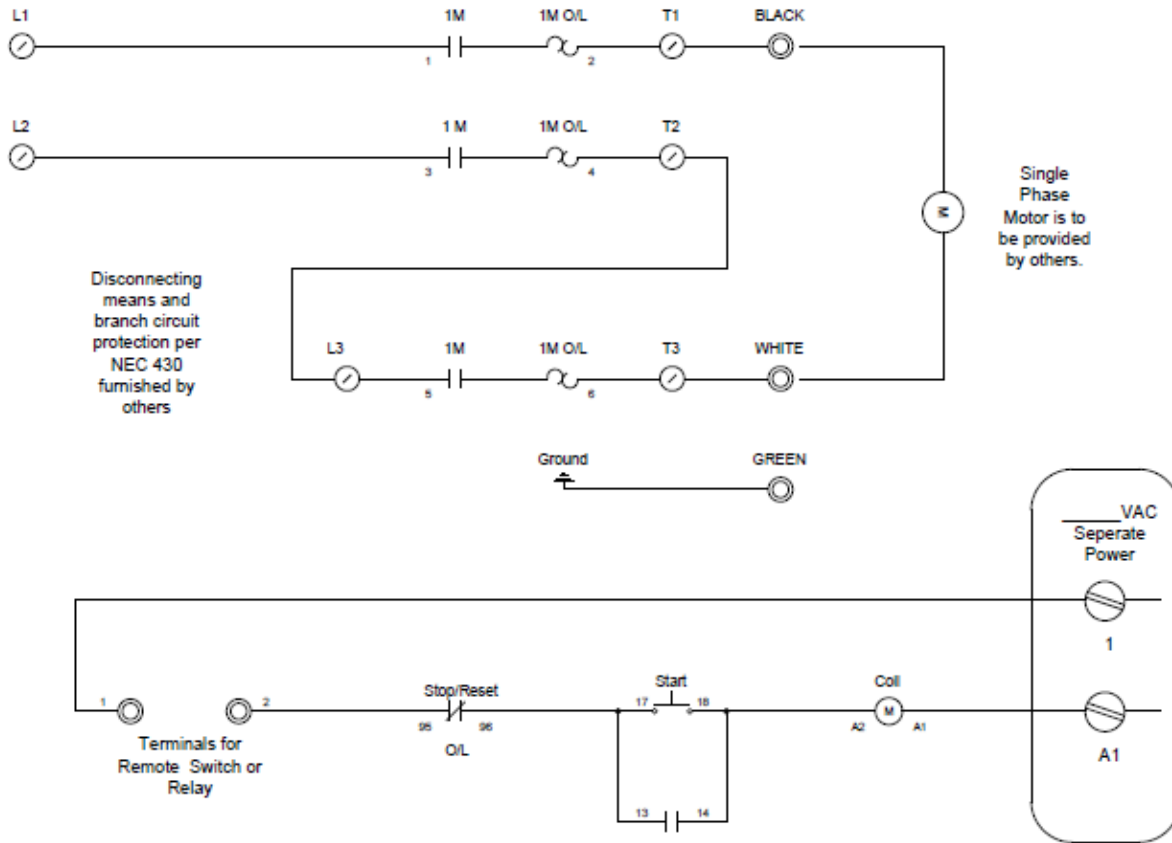 L1 1M 1M O/L T1 BLACK
1 2
L2 1 M 1M O/L T2
3 4
M
Single
Phase
Motor is to
be provided
by others.
Disconnecting
means and
branch circuit
protection per
NEC 430
furnished by
others
L3 1M 1M O/L T3 WHITE
5 6
Ground GREEN
_____VAC
Seperate
Power
1
1 2
Stop/Reset
95 96
O/L
Start
17 18
Coil
M
A2 A1
A1
Terminals for
Remote Switch or
Relay
13 14